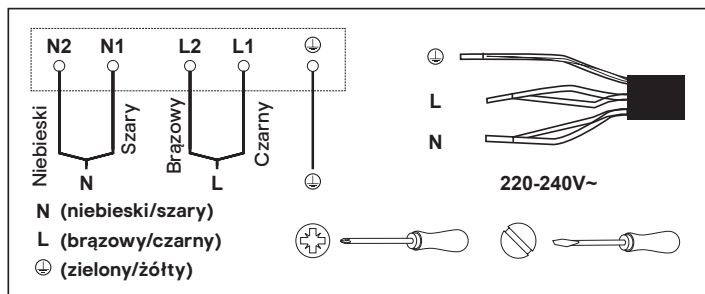 N2 N1 L2 L1 ⏚
Niebieski
Szary
Brązowy
Czarny
N L ⏚
N (niebieski/szary)
L (brązowy/czarny)
⏚ (zielony/żółty)
⏚
L
N
220-240V~